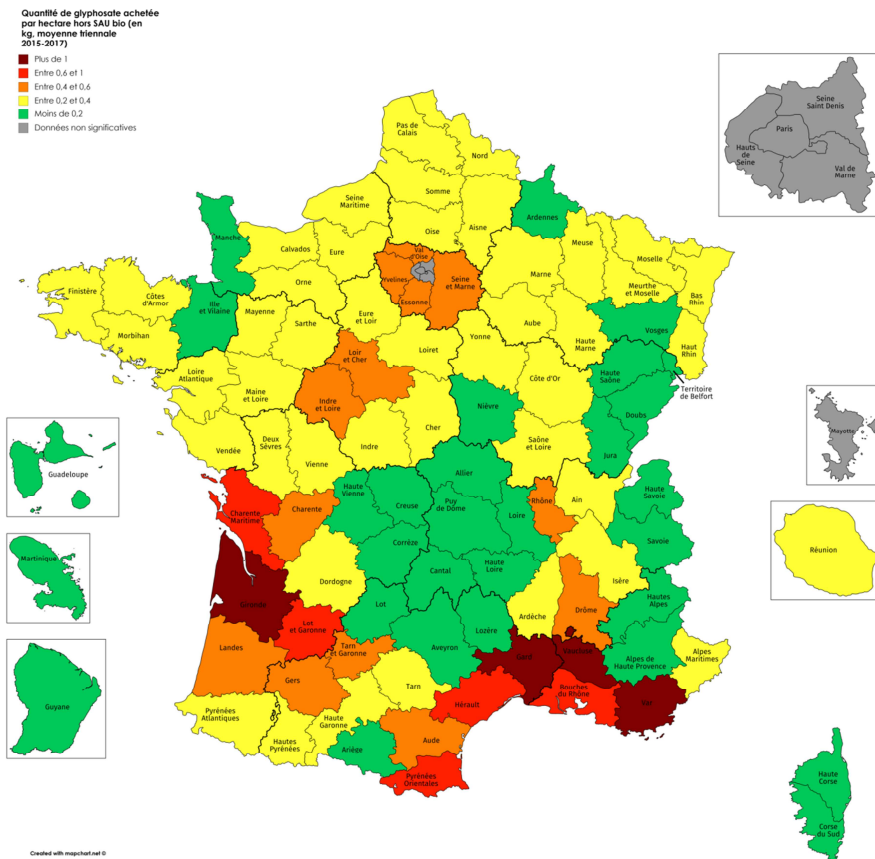 Quantité de glyphosate achetée
par hectare hors SAU bio (en
kg, moyenne triennale
2015-2017)
Plus de 1
Entre 0,6 et 1
Entre 0,4 et 0,6
Entre 0,2 et 0,4
Moins de 0,2
Données non significatives
Seine
Saint Denis
Paris
Hauts
de Seine
Val de
Marne
Pas de
Calais
Nord
Somme
Seine
Maritime
Oise
Aisne
Ardennes
Manche
Calvados
Eure
Val
d'Oise
Meuse
Moselle
Marne
Meurthe
et Moselle
Bas
Rhin
Yvelines
Seine
et Marne
Essonne
Orne
Finistère
Côtes
d'Armor
Ille
et Vilaine
Mayenne
Eure
et Loir
Aube
Haute
Marne
Vosges
Haut
Rhin
Morbihan
Sarthe
Loir
et Cher
Loiret
Yonne
Haute
Saône
Territoire
de Belfort
Loire
Atlantique
Maine
et Loire
Indre
et Loire
Côte d'Or
Nièvre
Doubs
Mayotte
Vendée
Deux
Sèvres
Vienne
Indre
Cher
Saône
et Loire
Jura
Guadeloupe
Allier
Haute
Vienne
Creuse
Puy
de Dôme
Loire
Rhône
Ain
Haute
Savoie
Charente
Maritime
Charente
Corrèze
Savoie
Réunion
Martinique
Dordogne
Cantal
Haute
Loire
Isère
Gironde
Lot
Ardèche
Drôme
Hautes
Alpes
Lot
et Garonne
Lozère
Landes
Tarn
et Garonne
Aveyron
Gard
Vaucluse
Alpes de
Haute Provence
Alpes
Maritimes
Gers
Tarn
Guyane
Hérault
Bouches
du Rhône
Var
Pyrénées
Atlantiques
Haute
Garonne
Hautes
Pyrénées
Ariège
Aude
Pyrénées
Orientales
Haute
Corse
Corse
du Sud
Created with mapchart.net ©